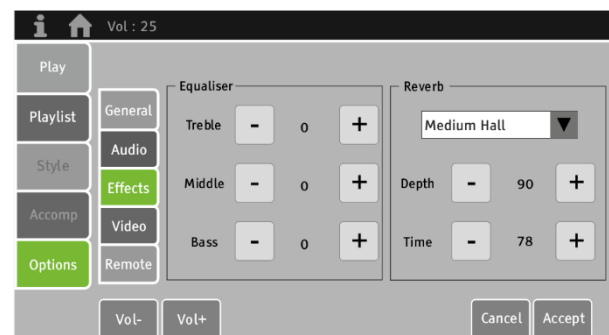 i Vol : 25
Play
Playlist
Style
Accomp
Options
General
Audio
Effects
Video
Remote
Equaliser
Treble - 0 +
Middle - 0 +
Bass - 0 +
Reverb
Medium Hall
Depth - 90 +
Time - 78 +
Vol- Vol+ Cancel Accept